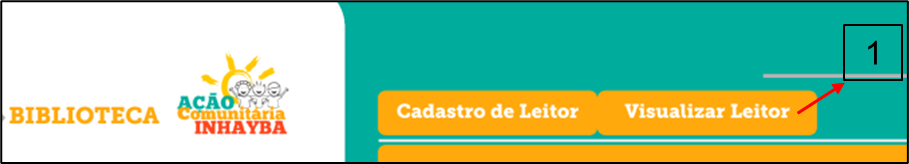 BIBLIOTECA
AÇÃO
Comunitária
INHAYBA
Cadastro de Leitor
Visualizar Leitor
1